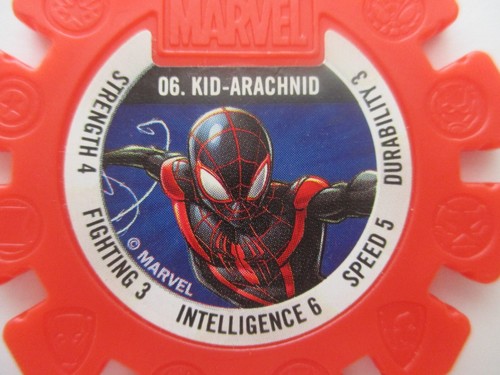 MARVEL
06. KID-ARACHNID
STRENGTH 4
FIGHTING 3
INTELLIGENCE 6
SPEED 5
DURABILITY 3
© MARVEL